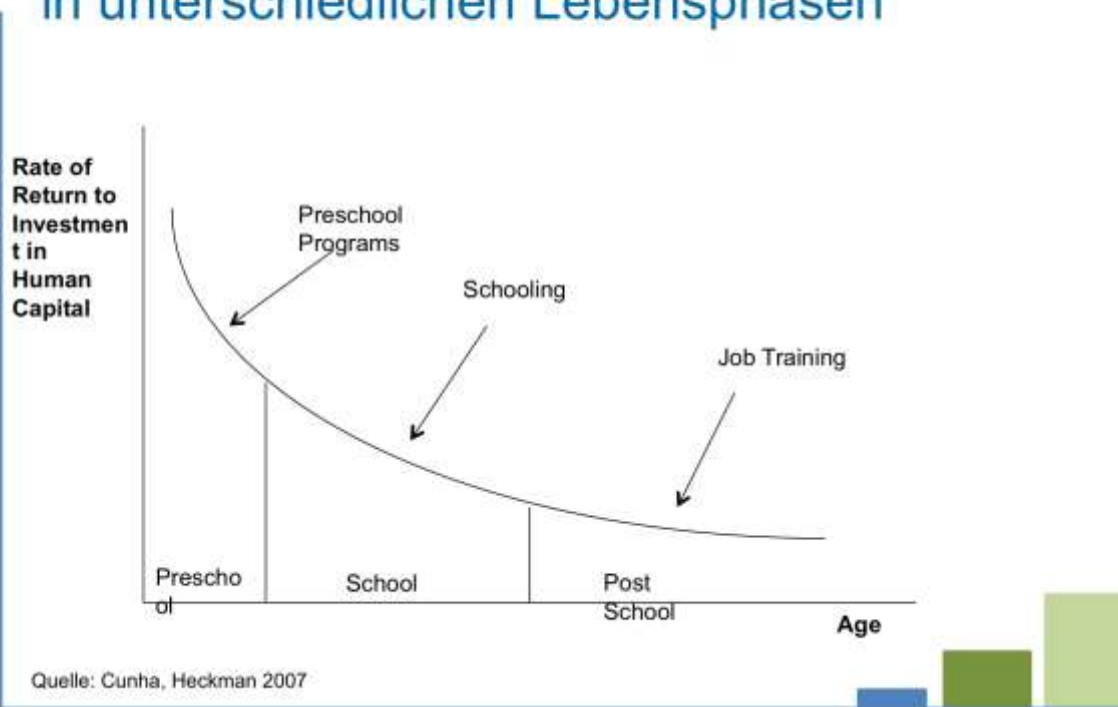 in unterschiedlichen Lebensphasen
Rate of
Return to
Investmen
t in
Human
Capital
Preschool
Programs
Schooling
Job Training
Prescho
ol
School
Post
School
Age
Quelle: Cunha, Heckman 2007